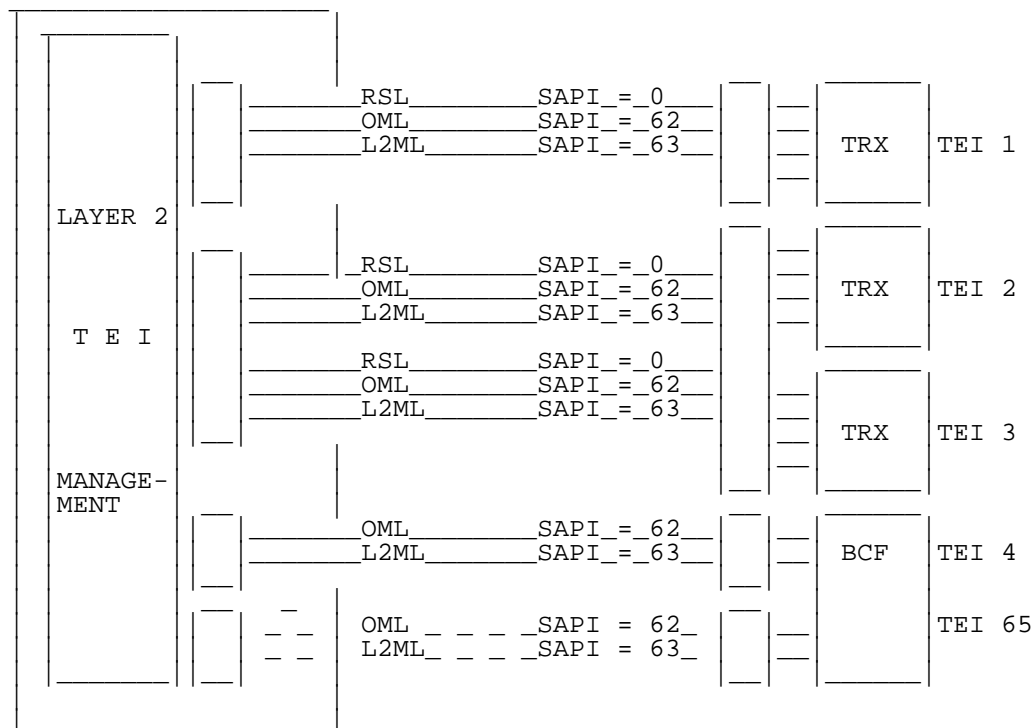 RSL SAPI = 0
OML SAPI = 62
L2ML SAPI = 63
TRX TEI 1
LAYER 2
RSL SAPI = 0
OML SAPI = 62
TRX TEI 2
L2ML SAPI = 63
T E I
RSL SAPI = 0
OML SAPI = 62
L2ML SAPI = 63
TRX TEI 3
MANAGE-
MENT
OML SAPI = 62
L2ML SAPI = 63
BCF TEI 4
OML SAPI = 62
TEI 65
L2ML SAPI = 63